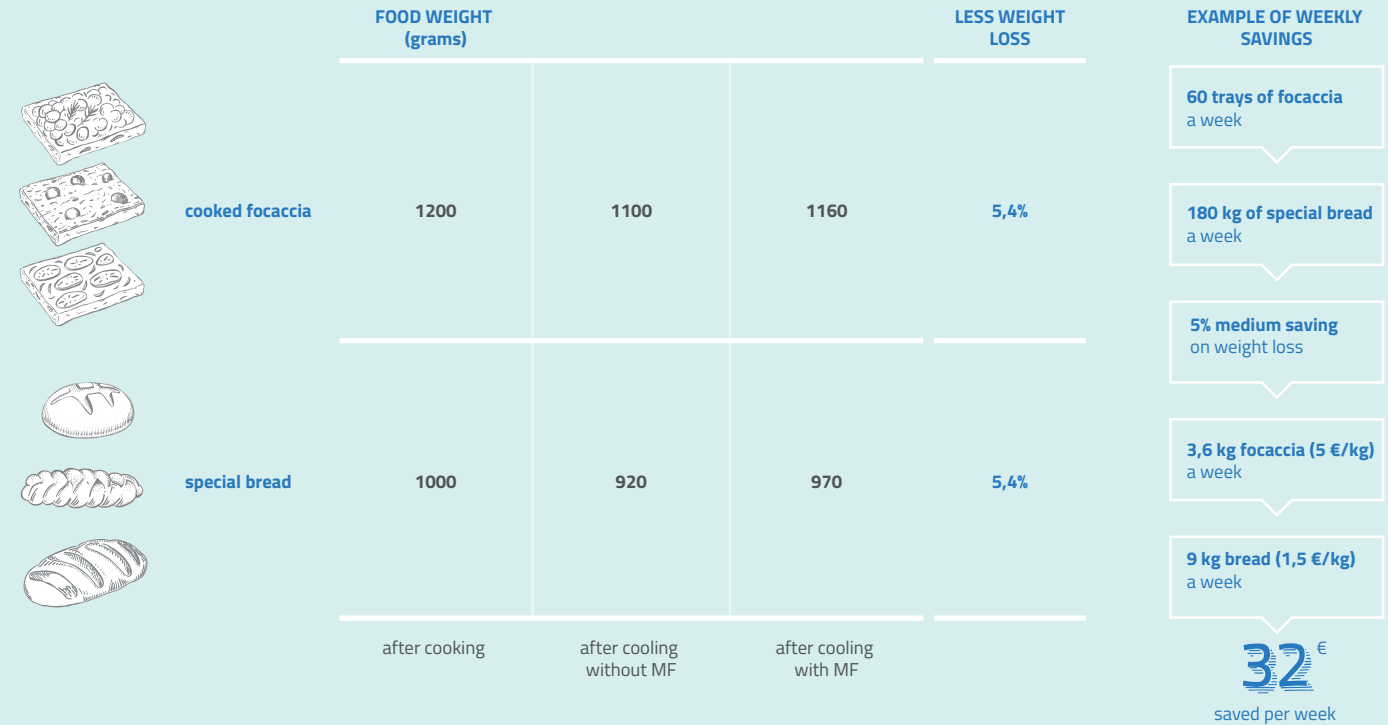 FOOD WEIGHT
(grams)
LESS WEIGHT
LOSS
EXAMPLE OF WEEKLY
SAVINGS
cooked focaccia
1200
1100
1160
5,4%
special bread
1000
920
970
5,4%
after cooking
after cooling
without MF
after cooling
with MF
60 trays of focaccia
a week
180 kg of special bread
a week
5% medium saving
on weight loss
3,6 kg focaccia (5 €/kg)
a week
9 kg bread (1,5 €/kg)
a week
32 €
saved per week